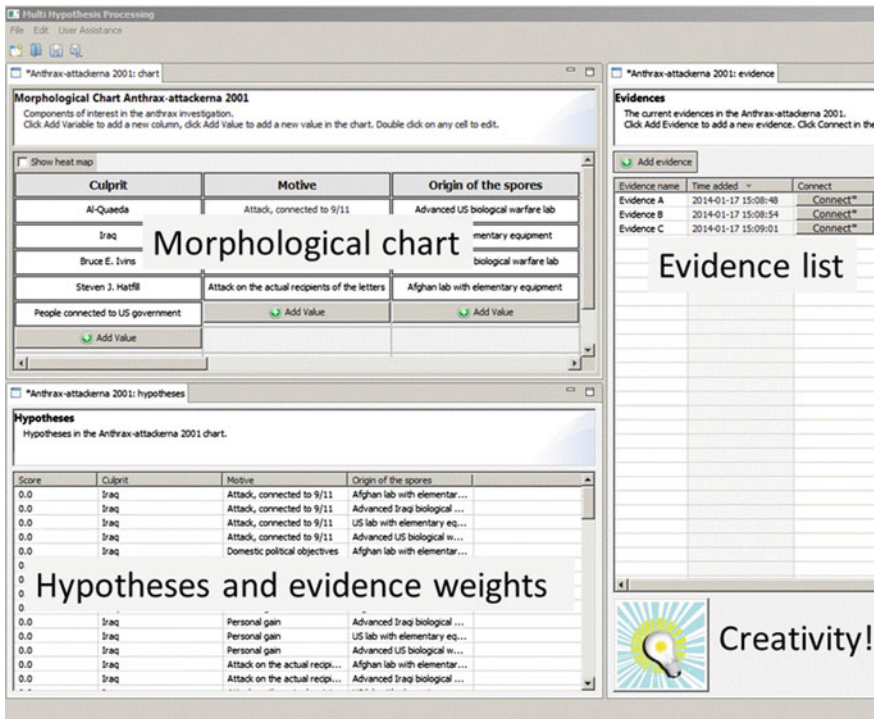 Multi Hypothesis Processing
File Edit User Assistance
*Anthrax-attackerna 2001: chart
Morphological Chart Anthrax-attackerna 2001
Components of interest in the anthrax investigation.
Click Add Variable to add a new column, click Add Value to add a new value in the chart. Double click on any cell to edit.
Show heat map
Culprit Motive Origin of the spores
Al-Quaeda Attack, connected to 9/11 Advanced US biological warfare lab
Iraq mentary equipment
Morphological chart
Bruce E. Ivins biological warfare lab
Steven J. Hatfill Attack on the actual recipients of the letters Afghan lab with elementary equipment
People connected to US government Add Value Add Value
Add Value
*Anthrax-attackerna 2001: evidence
Evidences
The current evidences in the Anthrax-attackerna 2001.
Click Add Evidence to add a new evidence. Click Connect in the
Add evidence
Evidence name Time added Connect
Evidence A 2014-01-17 15:08:48 Connect*
Evidence B 2014-01-17 15:08:54 Connect*
Evidence C 2014-01-17 15:09:01 Connect*
Evidence list
*Anthrax-attackerna 2001: hypotheses
Hypotheses
Hypotheses in the Anthrax-attackerna 2001 chart.
Score Culprit Motive Origin of the spores
0.0 Iraq Attack, connected to 9/11 Afghan lab with elementar...
0.0 Iraq Attack, connected to 9/11 Advanced Iraqi biological ...
0.0 Iraq Attack, connected to 9/11 US lab with elementary eq...
0.0 Iraq Attack, connected to 9/11 Advanced US biological w...
0.0 Iraq Domestic political objectives Afghan lab with elementar...
Hypotheses and evidence weights
0.0 Iraq Personal gain Advanced Iraqi biological ...
0.0 Iraq Personal gain US lab with elementary eq...
0.0 Iraq Personal gain Advanced US biological w...
0.0 Iraq Attack on the actual recipi... Afghan lab with elementar...
0.0 Iraq Attack on the actual recipi... Advanced Iraqi biological ...
Creativity!